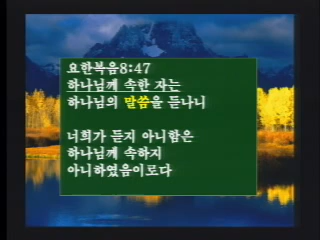 요한복음8:47
하나님께 속한 자는
하나님의 말씀을 듣나니
너희가 듣지 아니함은
하나님께 속하지
아니하였음이로다